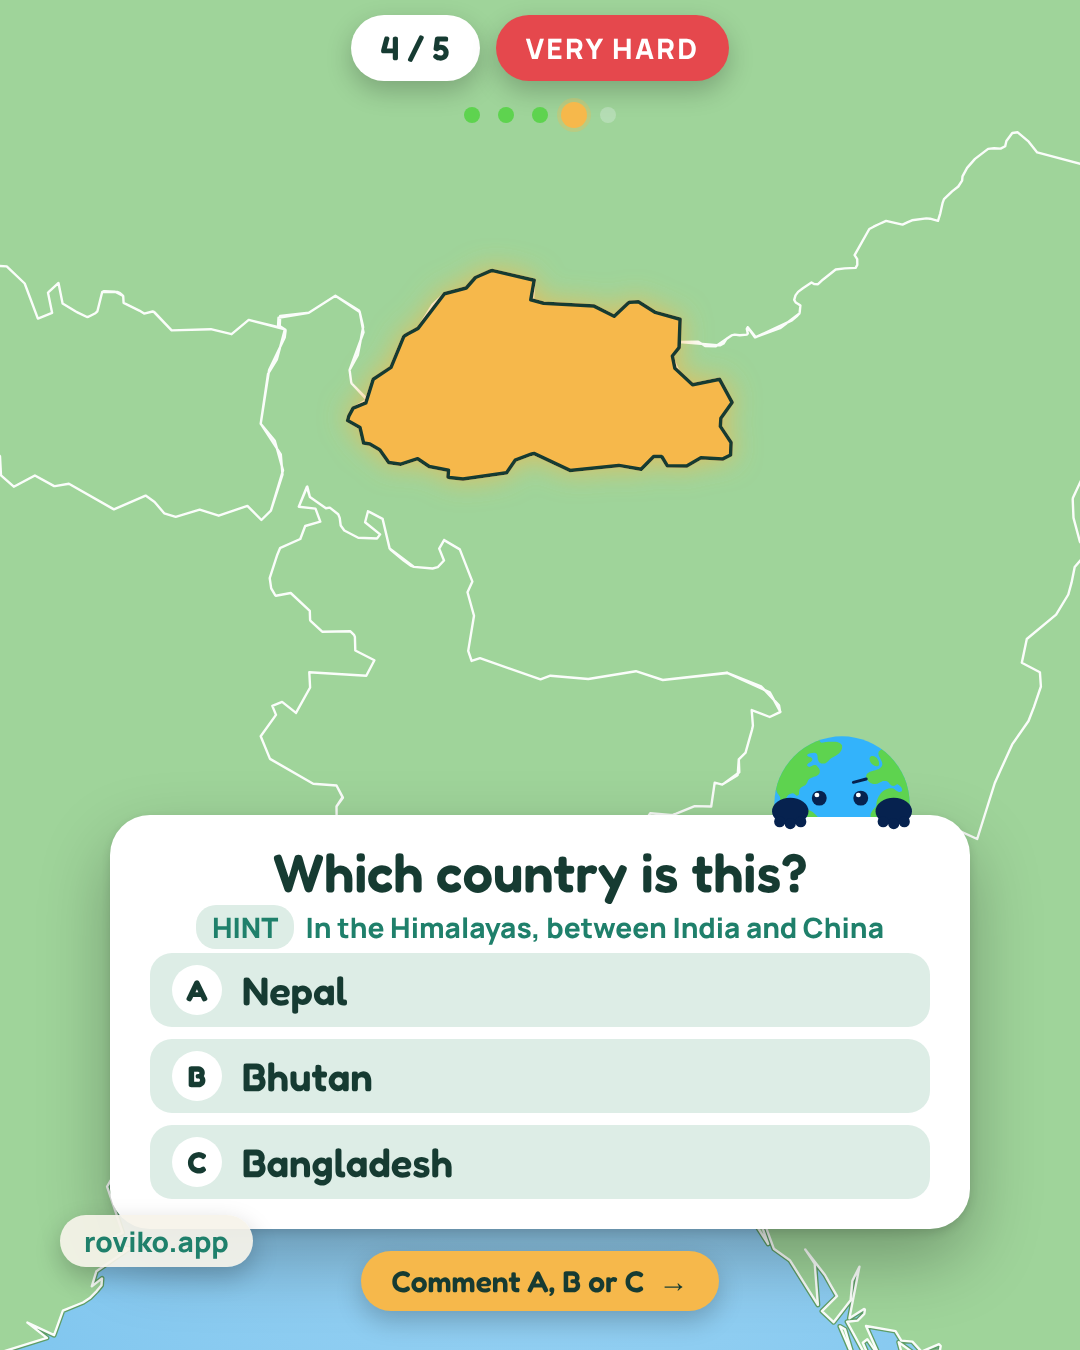 4 / 5
VERY HARD
Which country is this?
HINT In the Himalayas, between India and China
A Nepal
B Bhutan
C Bangladesh
roviko.app
Comment A, B or C →